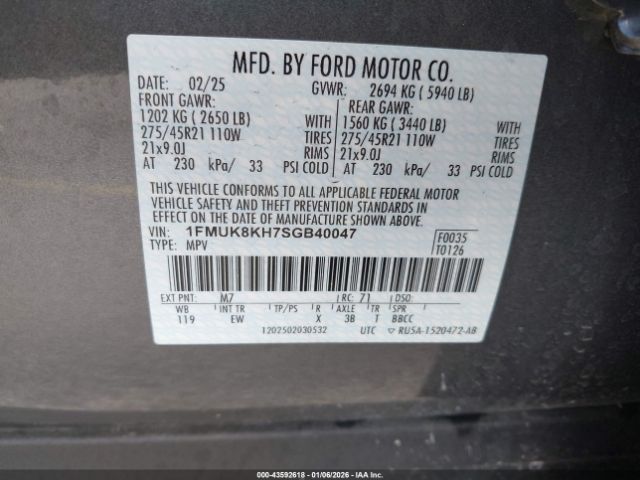 MFD. BY FORD MOTOR CO.
DATE: 02/25 GVWR: 2694 KG ( 5940 LB)
FRONT GAWR: REAR GAWR:
1202 KG ( 2650 LB) WITH 1560 KG ( 3440 LB) WITH
275/45R21 110W TIRES 275/45R21 110W TIRES
21x9.0J RIMS 21x9.0J RIMS
AT 230 kPa/ 33 PSI COLD AT 230 kPa/ 33 PSI COLD
THIS VEHICLE CONFORMS TO ALL APPLICABLE FEDERAL MOTOR
VEHICLE SAFETY AND THEFT PREVENTION STANDARDS IN
EFFECT ON THE DATE OF MANUFACTURE SHOWN ABOVE.
VIN: 1FMUK8KH7SGB40047 F0035
TYPE: MPV T0126
EXT PNT: M7 RC: 71 DSO:
WB INT TR TP/PS R AXLE TR SPR
119 EW X 3B T BBCC
1202502030532 UTC RU5A-1520472-AB
000-43592618 | 01/06/2026 - IAA Inc.